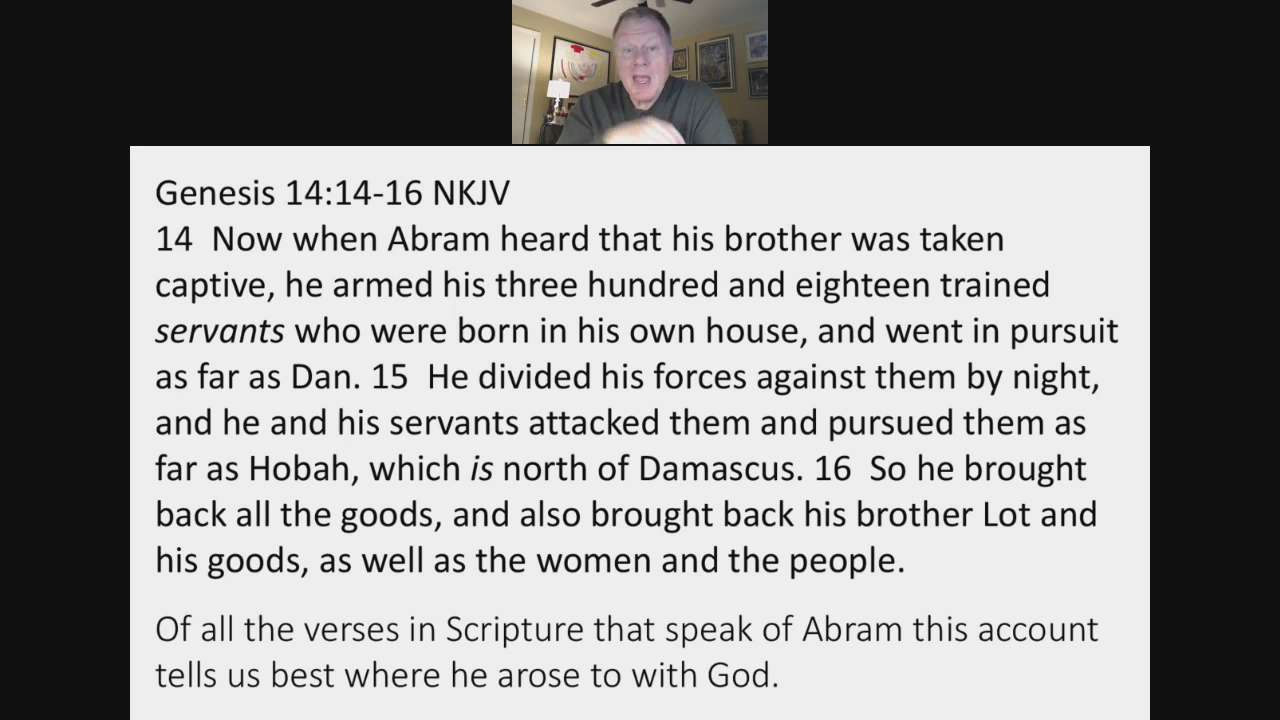 Genesis 14:14-16 NKJV
14  Now when Abram heard that his brother was taken
captive, he armed his three hundred and eighteen trained
servants who were born in his own house, and went in pursuit
as far as Dan. 15  He divided his forces against them by night,
and he and his servants attacked them and pursued them as
far as Hobah, which is north of Damascus. 16  So he brought
back all the goods, and also brought back his brother Lot and
his goods, as well as the women and the people.
Of all the verses in Scripture that speak of Abram this account
tells us best where he arose to with God.